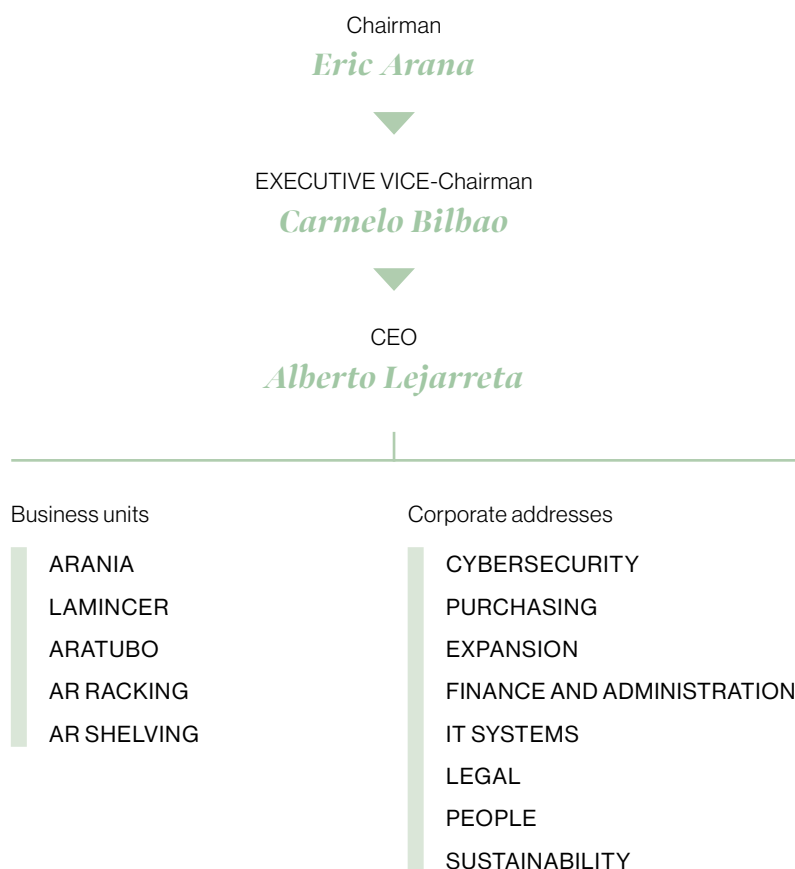 Chairman
Eric Arana
EXECUTIVE VICE-Chairman
Carmelo Bilbao
CEO
Alberto Lejarreta
Business units
ARANIA
LAMINCER
ARATUBO
AR RACKING
AR SHELVING
Corporate addresses
CYBERSECURITY
PURCHASING
EXPANSION
FINANCE AND ADMINISTRATION
IT SYSTEMS
LEGAL
PEOPLE
SUSTAINABILITY